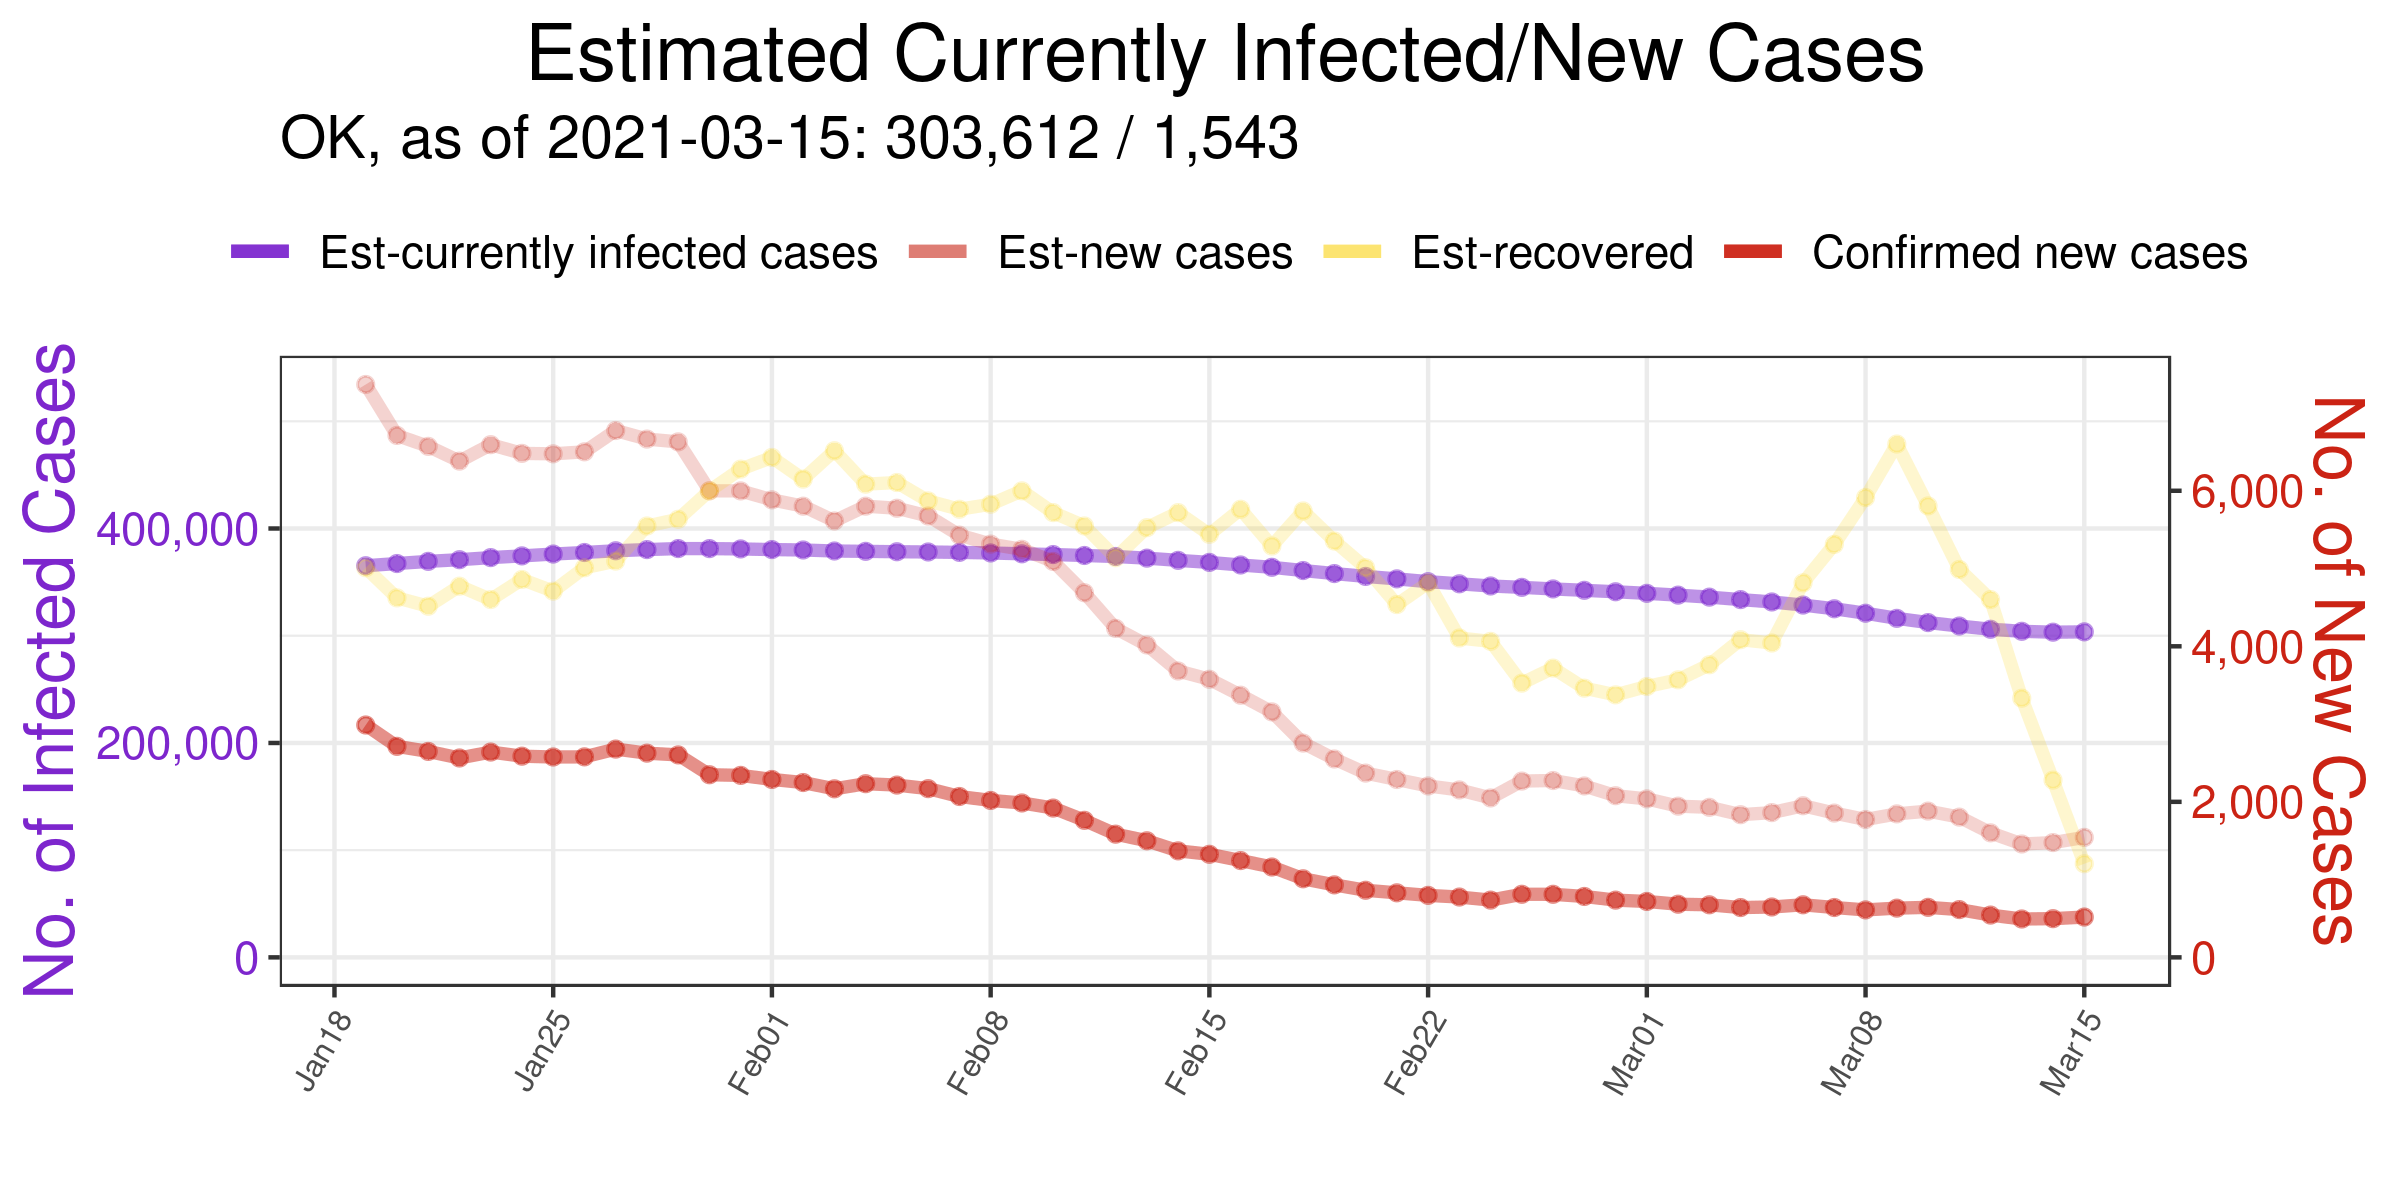 Estimated Currently Infected/New Cases
OK, as of 2021-03-15: 303,612 / 1,543
Est-currently infected cases Est-new cases Est-recovered Confirmed new cases
No. of Infected Cases
400,000
200,000
0
No. of New Cases
6,000
4,000
2,000
0
Jan18 Jan25 Feb01 Feb08 Feb15 Feb22 Mar01 Mar08 Mar15